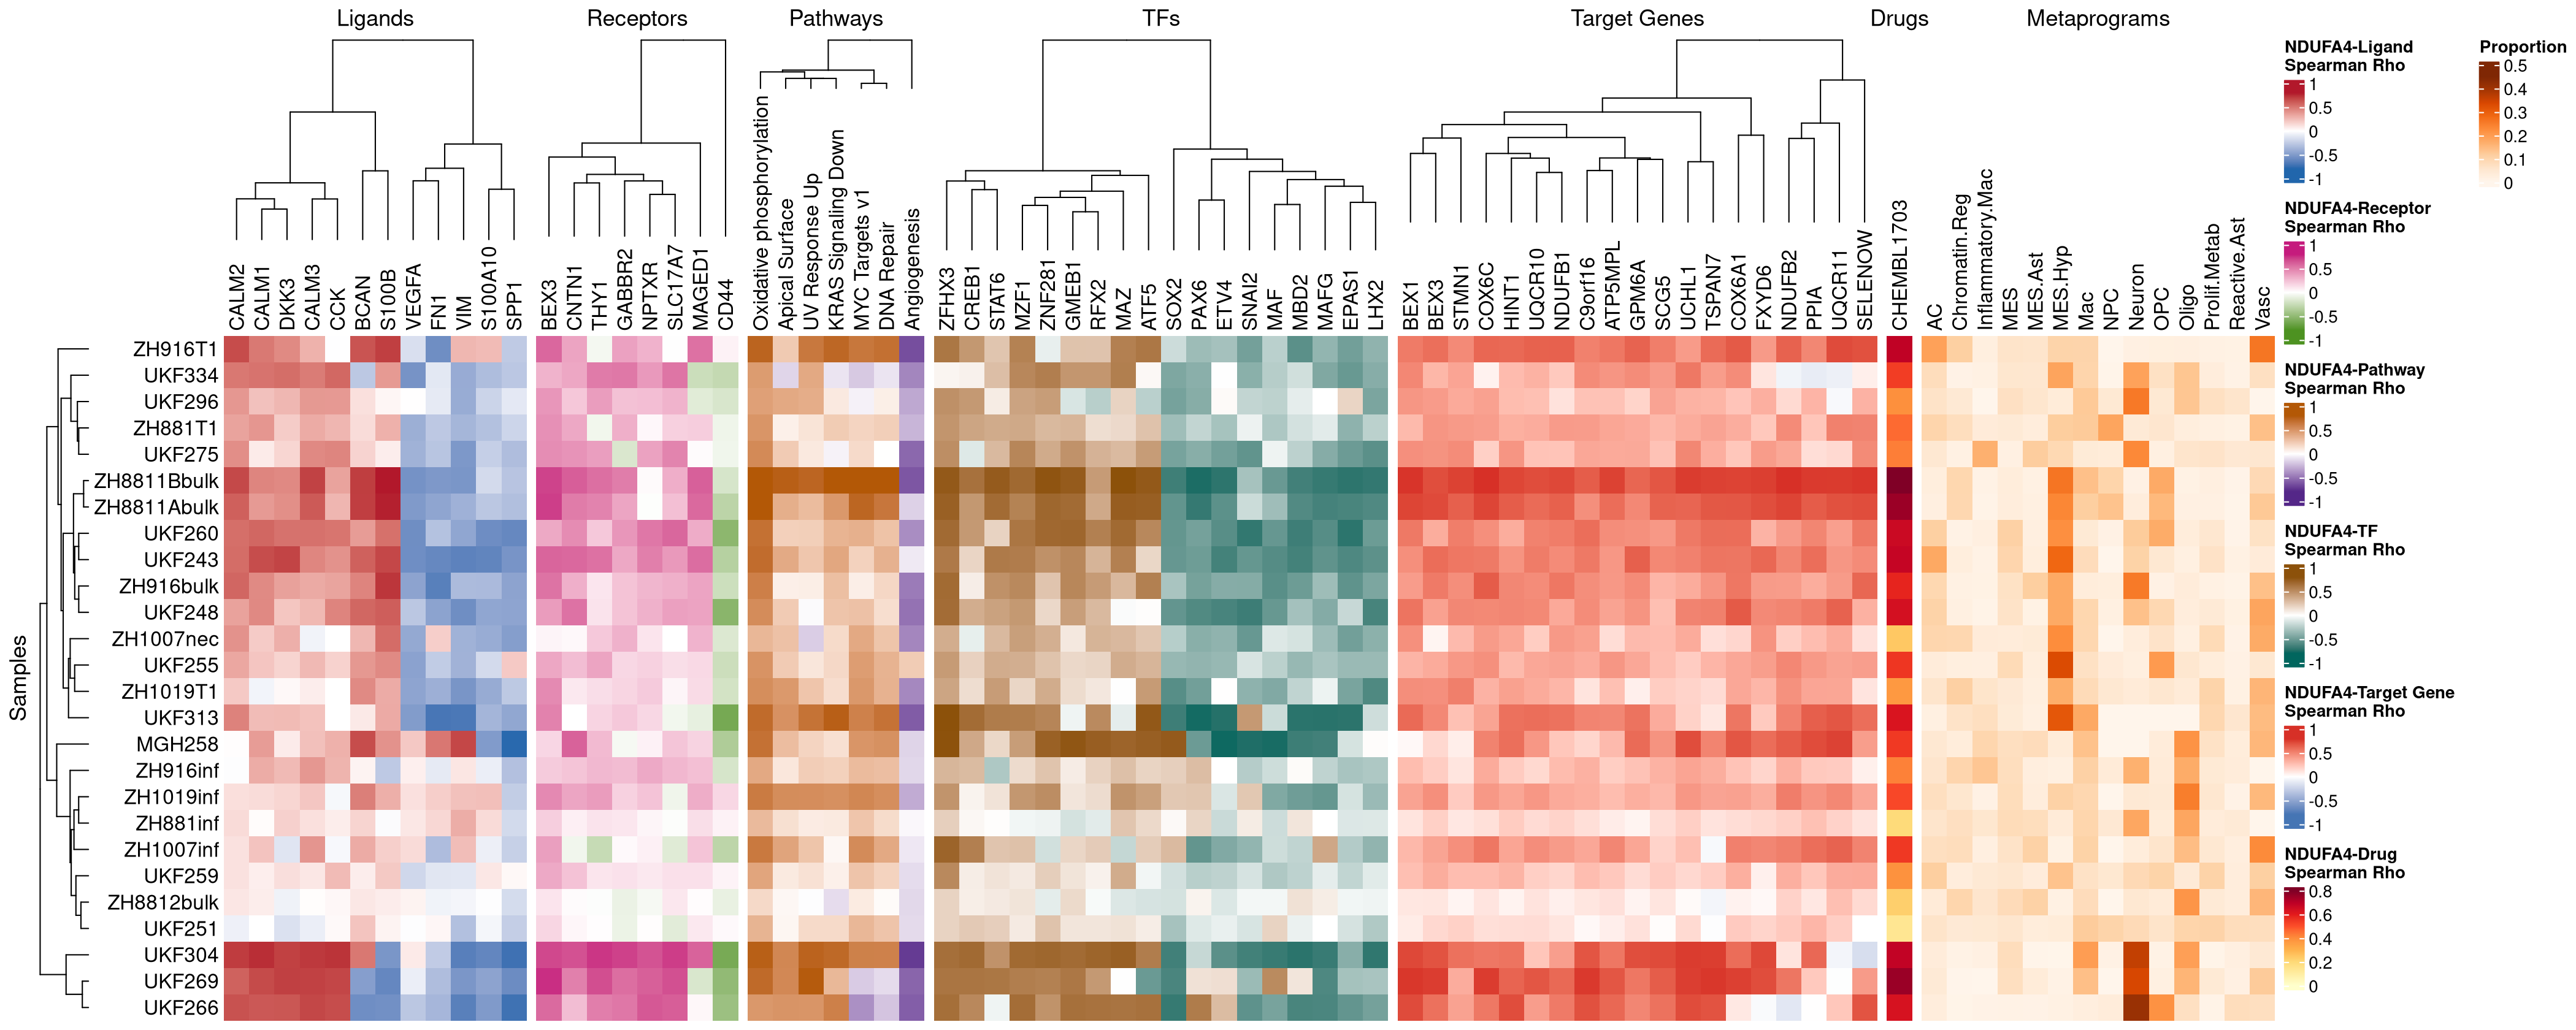 Ligands Receptors Pathways TFs Target Genes Drugs Metaprograms
CALM2
CALM1
DKK3
CALM3
CCK
BCAN
S100B
VEGFA
FN1
VIM
S100A10
SPP1
BEX3
CNTN1
THY1
GABBR2
NPTXR
SLC17A7
MAGED1
CD44
Oxidative phosphorylation
Apical Surface
UV Response Up
KRAS Signaling Down
MYC Targets v1
DNA Repair
Angiogenesis
ZFHX3
CREB1
STAT6
MZF1
ZNF281
GMEB1
RFX2
MAZ
ATF5
SOX2
PAX6
ETV4
SNAI2
MAF
MBD2
MAFG
EPAS1
LHX2
BEX1
BEX3
STMN1
COX6C
HINT1
UQCR10
NDUFB1
C9orf16
ATP5MPL
GPM6A
SCG5
UCHL1
TSPAN7
COX6A1
FXYD6
NDUFB2
PPIA
UQCR11
SELENOW
CHEMBL1703
AC
Chromatin.Reg
Inflammatory.Mac
MES
MES.Ast
MES.Hyp
Mac
NPC
Neuron
OPC
Oligo
Prolif.Metab
Reactive.Ast
Vasc
Samples
ZH916T1
UKF334
UKF296
ZH881T1
UKF275
ZH8811Bbulk
ZH8811Abulk
UKF260
UKF243
ZH916bulk
UKF248
ZH1007nec
UKF255
ZH1019T1
UKF313
MGH258
ZH916inf
ZH1019inf
ZH881inf
ZH1007inf
UKF259
ZH8812bulk
UKF251
UKF304
UKF269
UKF266
NDUFA4-Ligand
Spearman Rho
1
0.5
0
-0.5
-1
NDUFA4-Receptor
Spearman Rho
1
0.5
0
-0.5
-1
NDUFA4-Pathway
Spearman Rho
1
0.5
0
-0.5
-1
NDUFA4-TF
Spearman Rho
1
0.5
0
-0.5
-1
NDUFA4-Target Gene
Spearman Rho
1
0.5
0
-0.5
-1
NDUFA4-Drug
Spearman Rho
0.8
0.6
0.4
0.2
0
Proportion
0.5
0.4
0.3
0.2
0.1
0